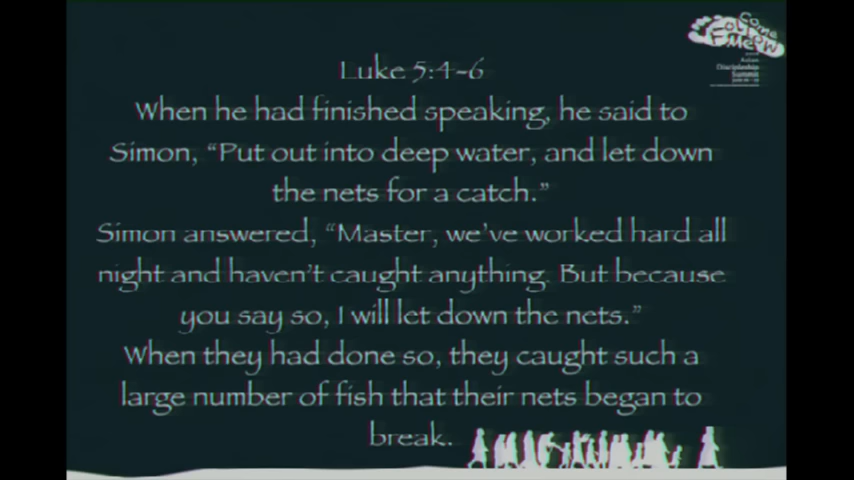 Come
Follow
Me
Discipleship
Summit
Luke 5:4-6
When he had finished speaking, he said to
Simon, “Put out into deep water, and let down
the nets for a catch.”
Simon answered, “Master, we’ve worked hard all
night and haven’t caught anything. But because
you say so, I will let down the nets.”
When they had done so, they caught such a
large number of fish that their nets began to
break.